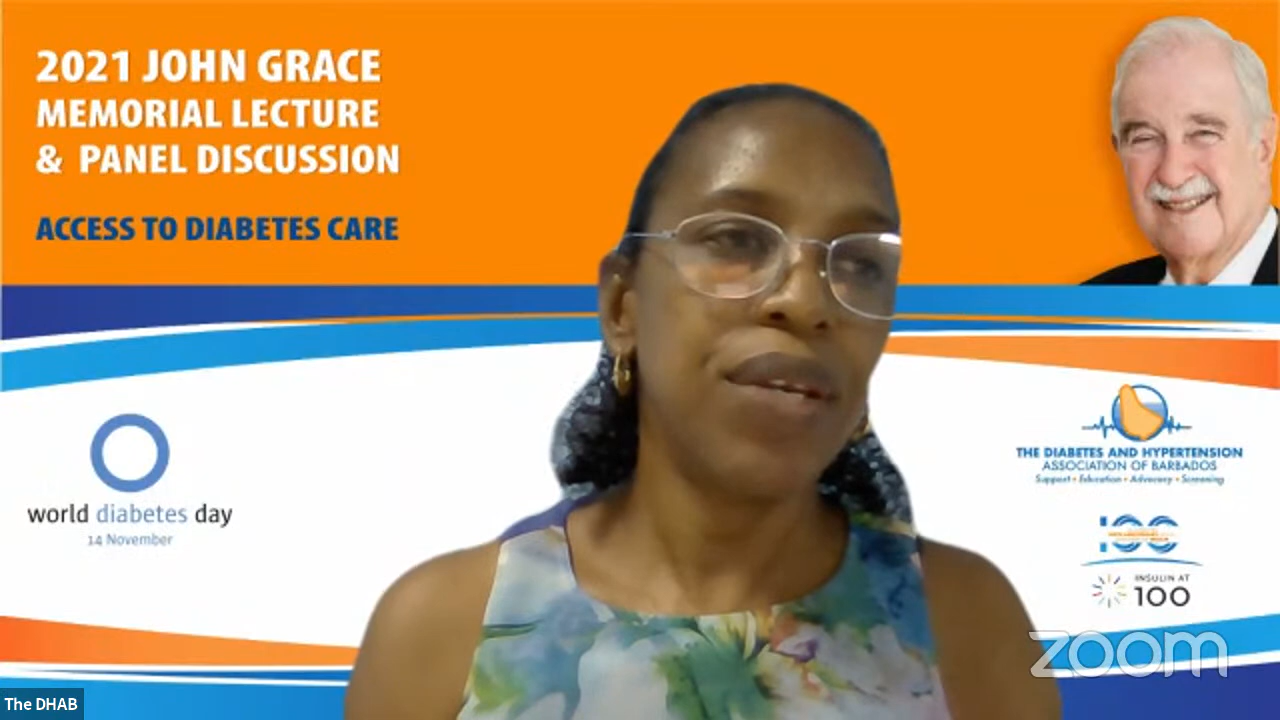 2021 JOHN GRACE
MEMORIAL LECTURE
& PANEL DISCUSSION
ACCESS TO DIABETES CARE
world diabetes day
14 November
THE DIABETES AND HYPERTENSION
ASSOCIATION OF BARBADOS
Support • Education • Advocacy • Screening
100
INSULIN AT
100
zoom
The DHAB